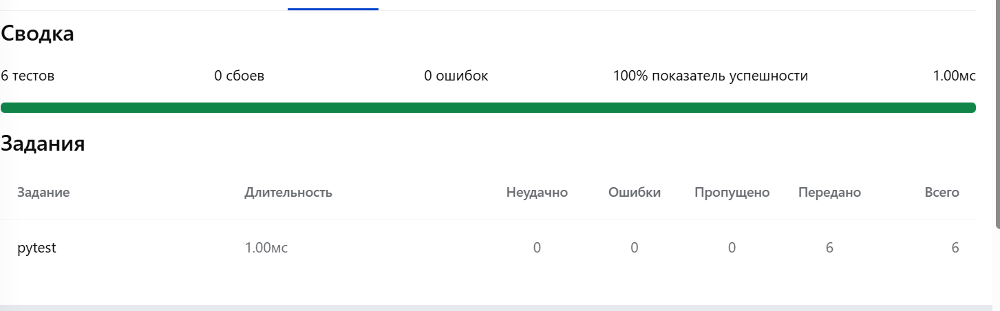 Сводка
6 тестов 0 сбоев 0 ошибок 100% показатель успешности 1.00мс
Задания
Задание Длительность Неудачно Ошибки Пропущено Передано Всего
pytest 1.00мс 0 0 0 6 6